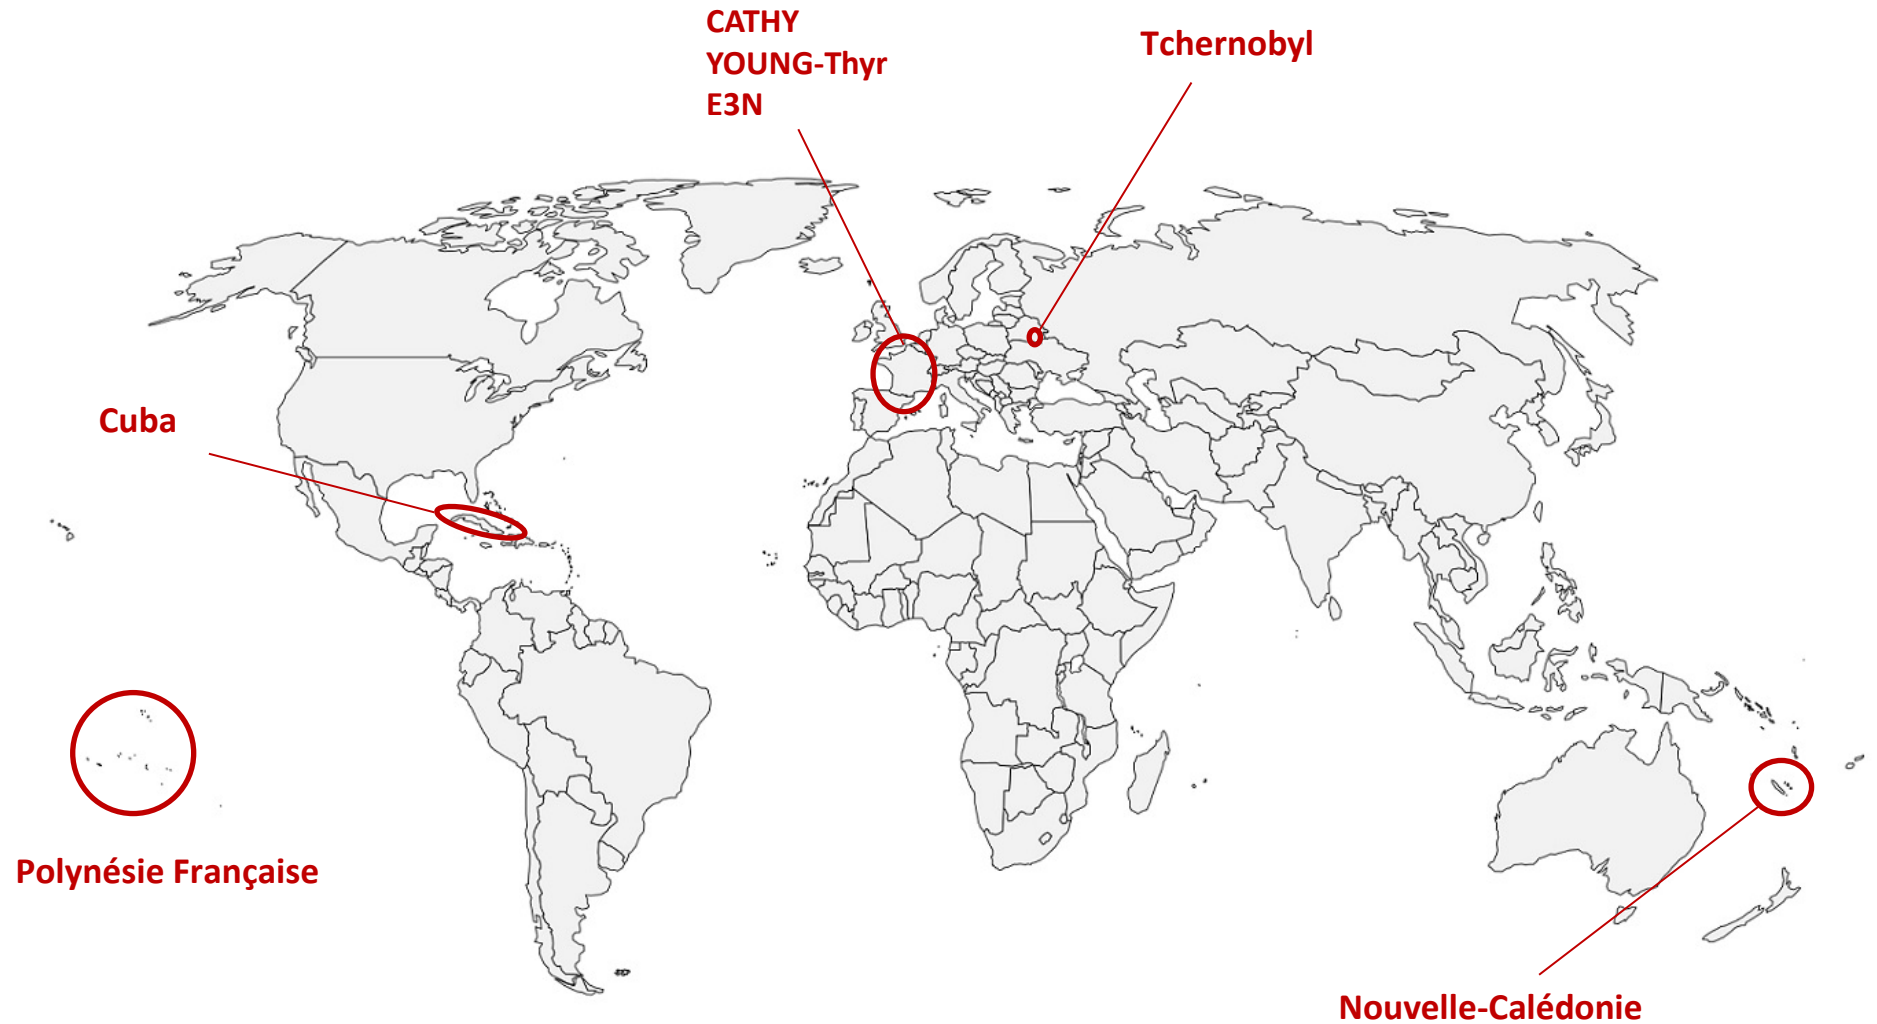 CATHY
YOUNG-Thyr
E3N
Tchernobyl
Cuba
Polynésie Française
Nouvelle-Calédonie